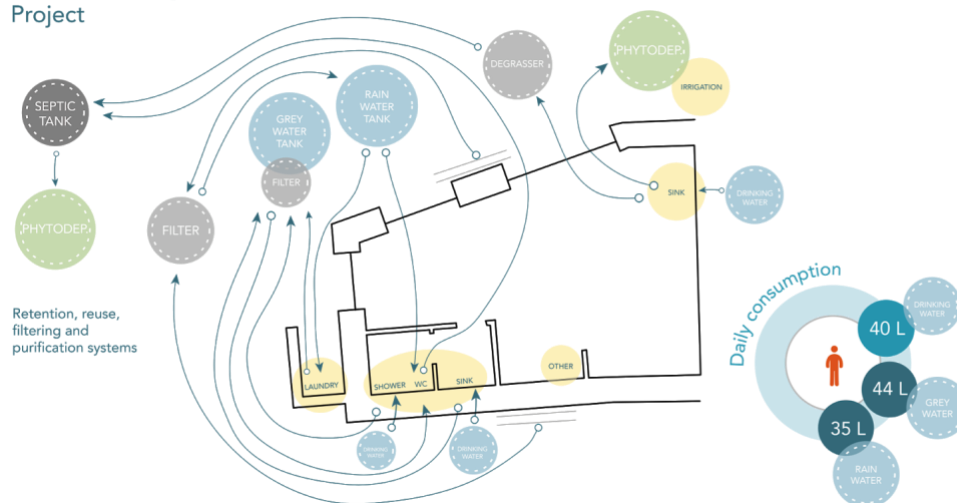 Project
SEPTIC
TANK
PHYTODEP.
FILTER
GREY
WATER
TANK
FILTER
RAIN
WATER
TANK
DEGRASSER
PHYTODEP.
IRRIGATION
SINK
DRINKING
WATER
Retention, reuse,
filtering and
purification systems
LAUNDRY
SHOWER WC
SINK
OTHER
DRINKING
WATER
DRINKING
WATER
Daily consumption
40 L
DRINKING
WATER
44 L
GREY
WATER
35 L
RAIN
WATER